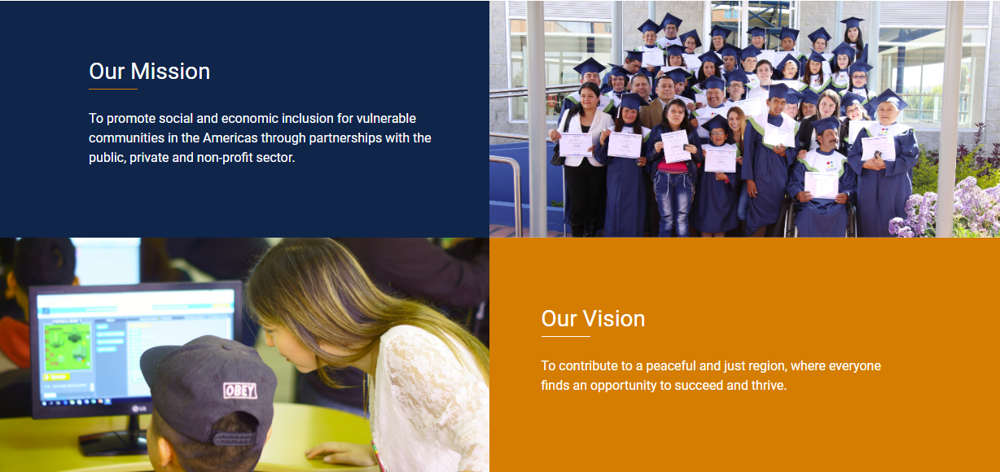 Our Mission
To promote social and economic inclusion for vulnerable
communities in the Americas through partnerships with the
public, private and non-profit sector.
OBEY
LG
Our Vision
To contribute to a peaceful and just region, where everyone
finds an opportunity to succeed and thrive.